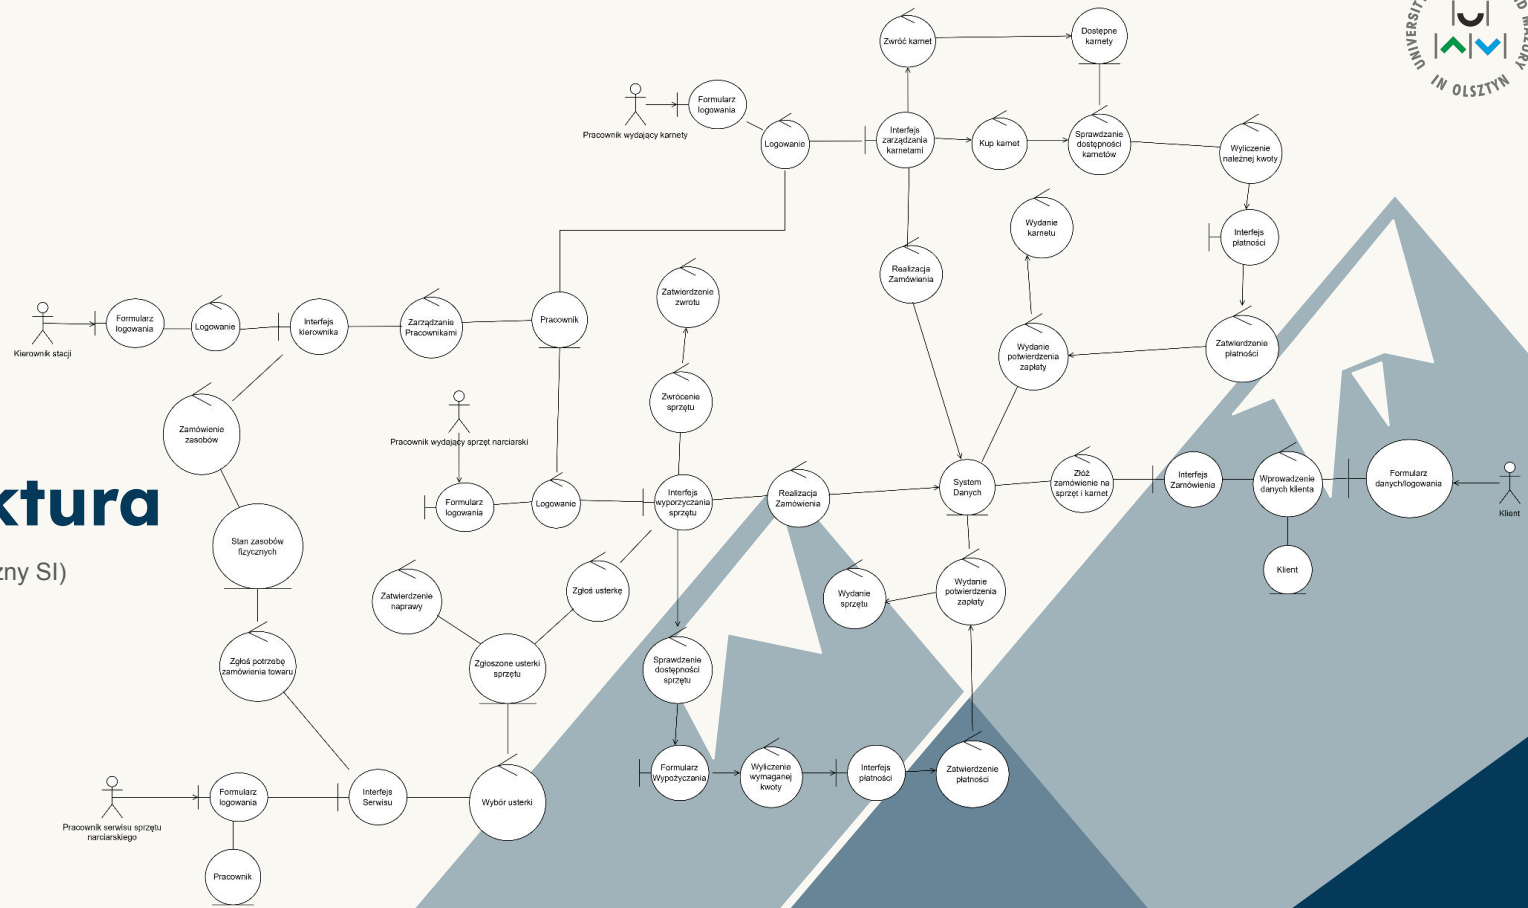 UNIVERSIT
MAZURY
IN OLSZTYN
Zwróć karnet
Dostępne
karnety
Formularz
logowania
Pracownik wydający karnety
Logowanie
Interfejs
zarządzania
karnetami
Kup karnet
Sprawdzanie
dostępności
karnetów
Wyliczenie
należnej kwoty
Wydanie
karnetu
Interfejs
płatności
Realizacja
Zamówienia
Zatwierdzenie
zwrotu
Kierownik stacji
Formularz
logowania
Logowanie
Interfejs
kierownika
Zarządzanie
Pracownikami
Pracownik
Wydanie
potwierdzenia
zapłaty
Zatwierdzenie
płatności
Zwrócenie
sprzętu
Zamówienie
zasobów
Pracownik wydający sprzęt narciarski
Formularz
logowania
Logowanie
Interfejs
wyporzyczania
sprzętu
Realizacja
Zamówienia
System
Danych
Złóż
zamówienie na
sprzęt i karnet
Interfejs
Zamówienia
Wprowadzenie
danych klienta
Formularz
danych/logowania
Klient
ktura
zny SI)
Stan zasobów
fizycznych
Klient
Zatwierdzenie
naprawy
Zgłoś usterkę
Wydanie
sprzętu
Wydanie
potwierdzenia
zapłaty
Zgłoś potrzebę
zamówienia towaru
Zgłoszone usterki
sprzętu
Sprawdzenie
dostępności
sprzętu
Pracownik serwisu sprzętu
narciarskiego
Formularz
logowania
Interfejs
Serwisu
Wybór usterki
Formularz
Wypożyczania
Wyliczenie
wymaganej
kwoty
Interfejs
płatności
Zatwierdzenie
płatności
Pracownik